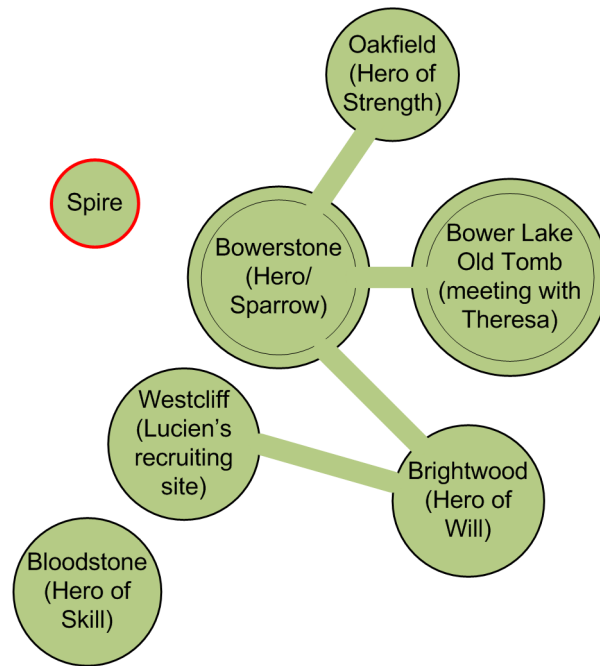 Oakfield
(Hero of
Strength)
Spire
Bowerstone
(Hero/
Sparrow)
Bower Lake
Old Tomb
(meeting with
Theresa)
Westcliff
(Lucien’s
recruiting
site)
Brightwood
(Hero of
Will)
Bloodstone
(Hero of
Skill)